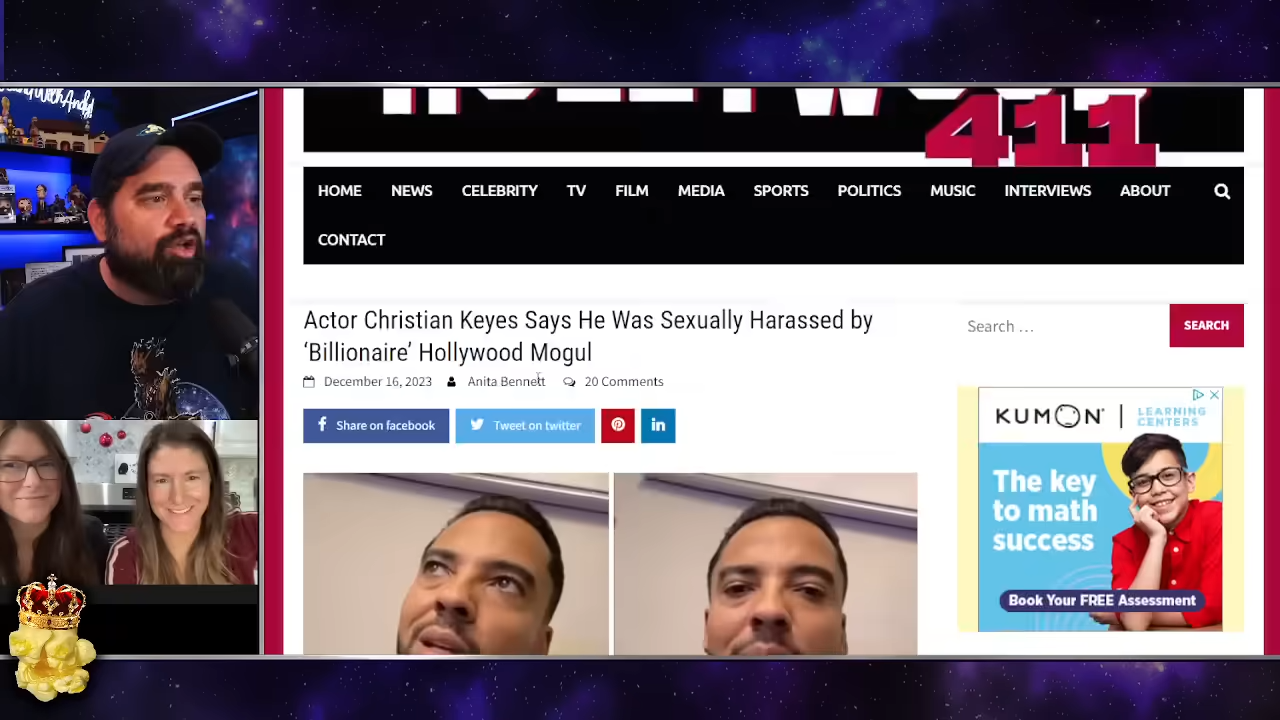 411
HOME NEWS CELEBRITY TV FILM MEDIA SPORTS POLITICS MUSIC INTERVIEWS ABOUT
CONTACT
Actor Christian Keyes Says He Was Sexually Harassed by
‘Billionaire’ Hollywood Mogul
December 16, 2023 Anita Bennett 20 Comments
Share on facebook Tweet on twitter
Search …
SEARCH
KUMON | LEARNING
CENTERS
The key
to math
success
Book Your FREE Assessment